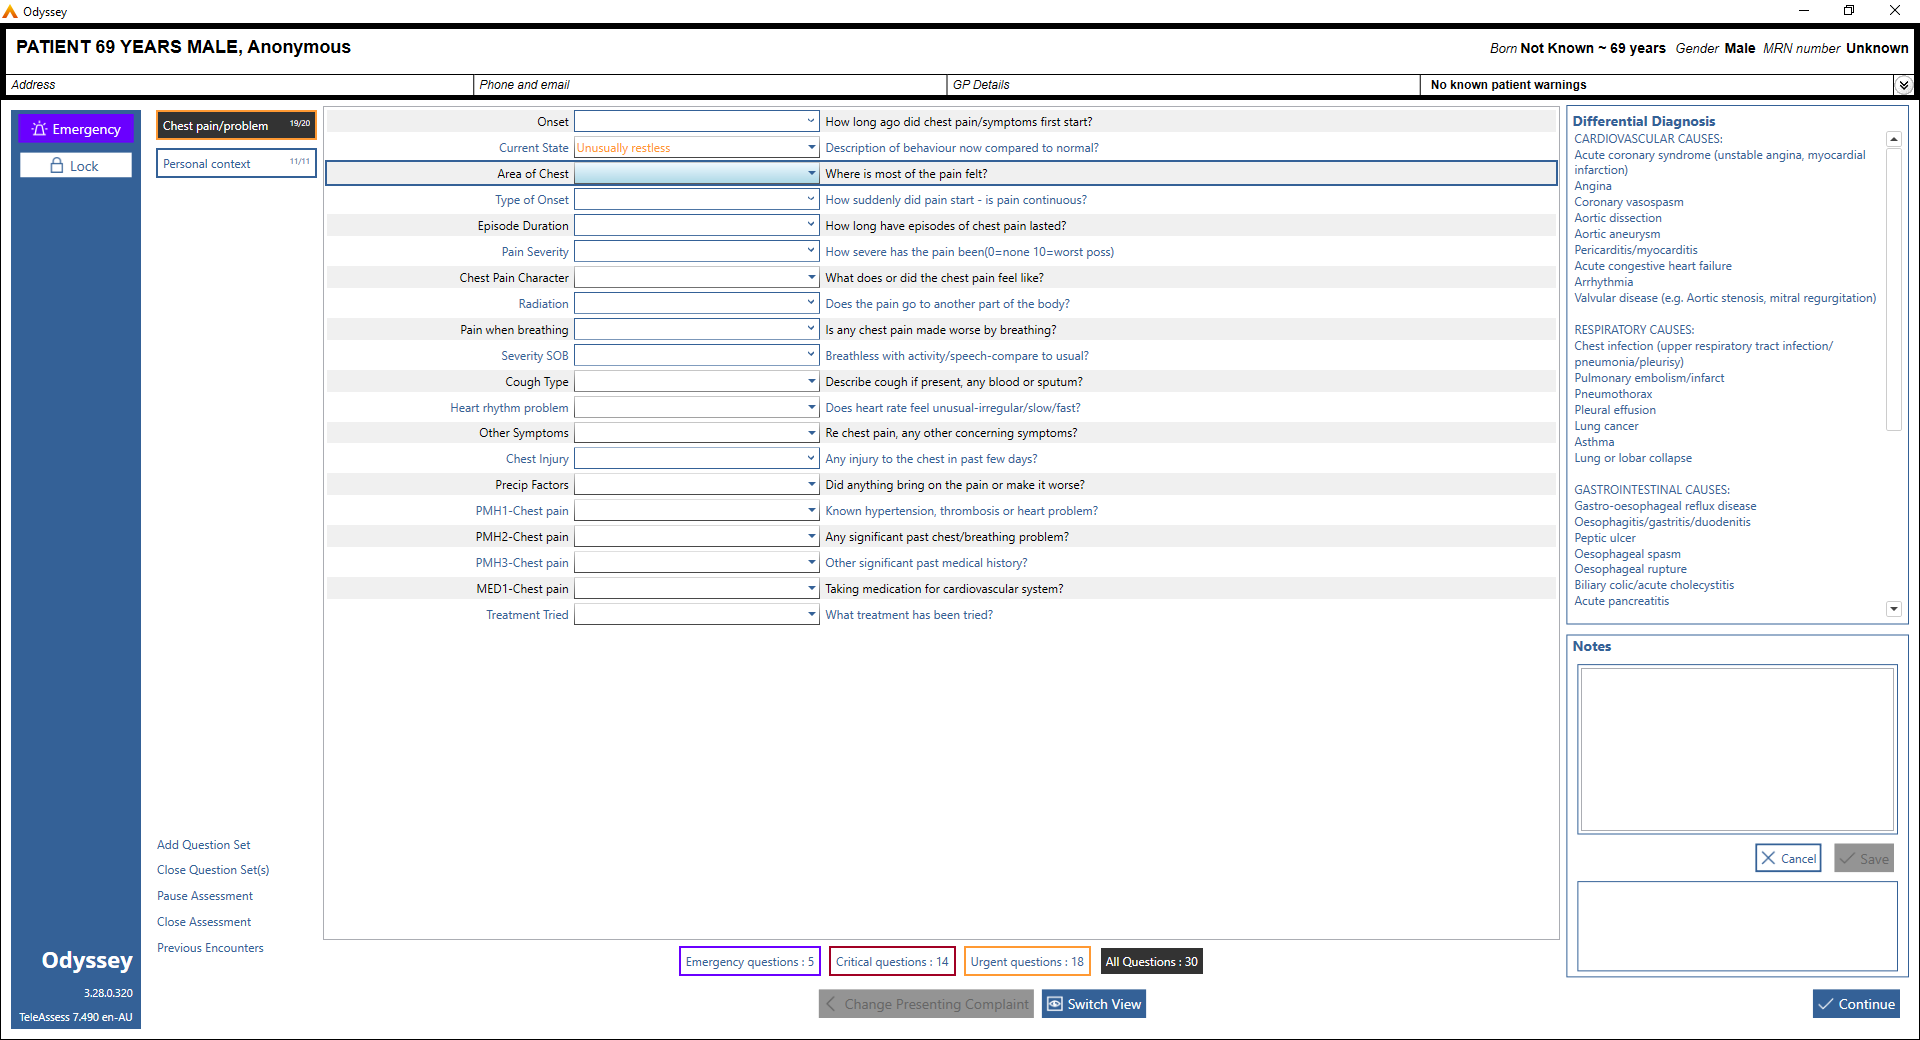 Odyssey
PATIENT 69 YEARS MALE, Anonymous
Born Not Known ~ 69 years Gender Male MRN number Unknown
Address
Phone and email
GP Details
No known patient warnings
Emergency
Lock
Chest pain/problem 19/20
Personal context 11/11
Onset How long ago did chest pain/symptoms first start?
Current State Unusually restless Description of behaviour now compared to normal?
Area of Chest Where is most of the pain felt?
Type of Onset How suddenly did pain start - is pain continuous?
Episode Duration How long have episodes of chest pain lasted?
Pain Severity How severe has the pain been(0=none 10=worst poss)
Chest Pain Character What does or did the chest pain feel like?
Radiation Does the pain go to another part of the body?
Pain when breathing Is any chest pain made worse by breathing?
Severity SOB Breathless with activity/speech-compare to usual?
Cough Type Describe cough if present, any blood or sputum?
Heart rhythm problem Does heart rate feel unusual-irregular/slow/fast?
Other Symptoms Re chest pain, any other concerning symptoms?
Chest Injury Any injury to the chest in past few days?
Precip Factors Did anything bring on the pain or make it worse?
PMH1-Chest pain Known hypertension, thrombosis or heart problem?
PMH2-Chest pain Any significant past chest/breathing problem?
PMH3-Chest pain Other significant past medical history?
MED1-Chest pain Taking medication for cardiovascular system?
Treatment Tried What treatment has been tried?
Differential Diagnosis
CARDIOVASCULAR CAUSES:
Acute coronary syndrome (unstable angina, myocardial
infarction)
Angina
Coronary vasospasm
Aortic dissection
Aortic aneurysm
Pericarditis/myocarditis
Acute congestive heart failure
Arrhythmia
Valvular disease (e.g. Aortic stenosis, mitral regurgitation)
RESPIRATORY CAUSES:
Chest infection (upper respiratory tract infection/
pneumonia/pleurisy)
Pulmonary embolism/infarct
Pneumothorax
Pleural effusion
Lung cancer
Asthma
Lung or lobar collapse
GASTROINTESTINAL CAUSES:
Gastro-oesophageal reflux disease
Oesophagitis/gastritis/duodenitis
Peptic ulcer
Oesophageal spasm
Oesophageal rupture
Biliary colic/acute cholecystitis
Acute pancreatitis
Notes
Cancel
Save
Add Question Set
Close Question Set(s)
Pause Assessment
Close Assessment
Previous Encounters
Odyssey
3.28.0.320
TeleAssess 7.490 en-AU
Emergency questions : 5
Critical questions : 14
Urgent questions : 18
All Questions : 30
Change Presenting Complaint
Switch View
Continue